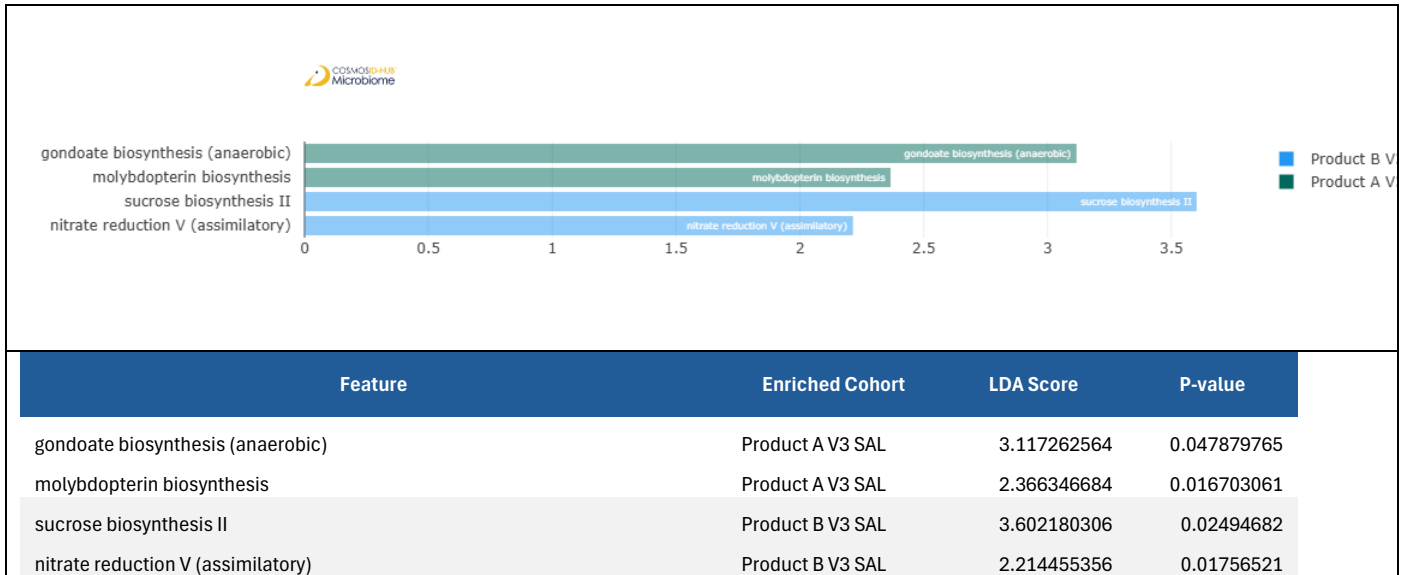 COSMOSID-HUB
Microbiome
gondoate biosynthesis (anaerobic) gondoate biosynthesis (anaerobic) Product B V.
molybdopterin biosynthesis molybdopterin biosynthesis Product A V
sucrose biosynthesis II sucrose biosynthesis II
nitrate reduction V (assimilatory) nitrate reduction V (assimilatory)
0 0.5 1 1.5 2 2.5 3 3.5
Feature Enriched Cohort LDA Score P-value
gondoate biosynthesis (anaerobic) Product A V3 SAL 3.117262564 0.047879765
molybdopterin biosynthesis Product A V3 SAL 2.366346684 0.016703061
sucrose biosynthesis II Product B V3 SAL 3.602180306 0.02494682
nitrate reduction V (assimilatory) Product B V3 SAL 2.214455356 0.01756521